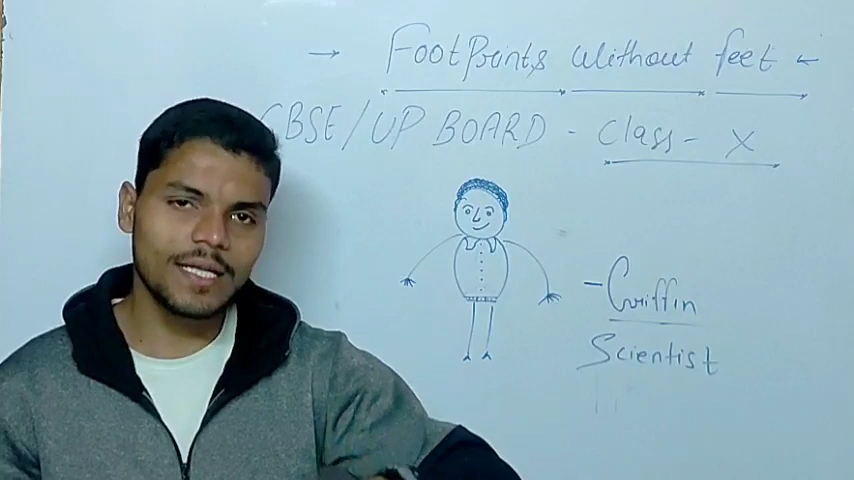 → Footprints Without feet ←
CBSE/UP BOARD - Class - X
- Griffin
Scientist